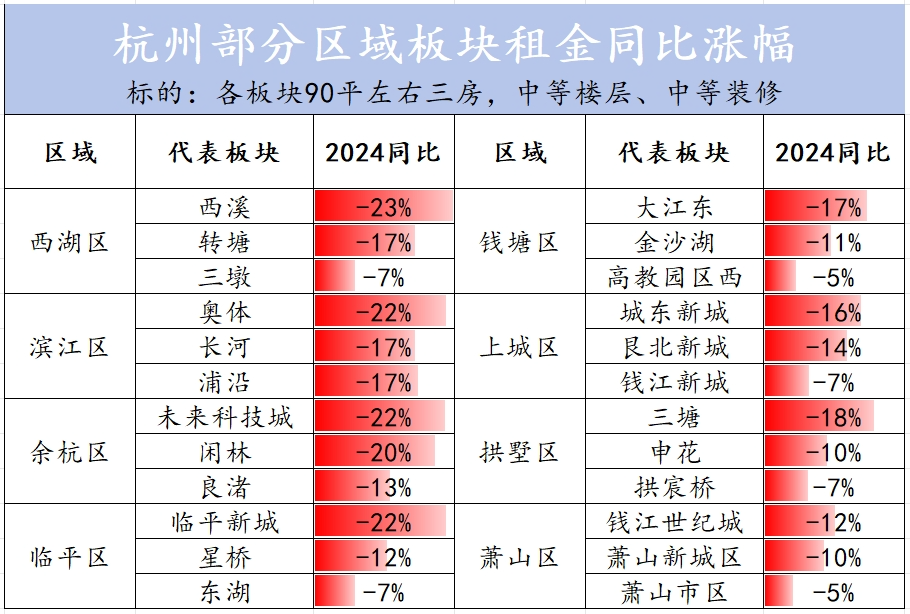 杭州部分区域板块租金同比涨幅
标的：各板块90平左右三房，中等楼层、中等装修
区域 代表板块 2024同比 区域 代表板块 2024同比
西湖区 西溪 -23% 钱塘区 大江东 -17%
转塘 -17% 金沙湖 -11%
三墩 -7% 高教园区西 -5%
滨江区 奥体 -22% 上城区 城东新城 -16%
长河 -17% 艮北新城 -14%
浦沿 -17% 钱江新城 -7%
余杭区 未来科技城 -22% 拱墅区 三塘 -18%
闲林 -20% 申花 -10%
良渚 -13% 拱宸桥 -7%
临平区 临平新城 -22% 萧山区 钱江世纪城 -12%
星桥 -12% 萧山新城区 -10%
东湖 -7% 萧山市区 -5%